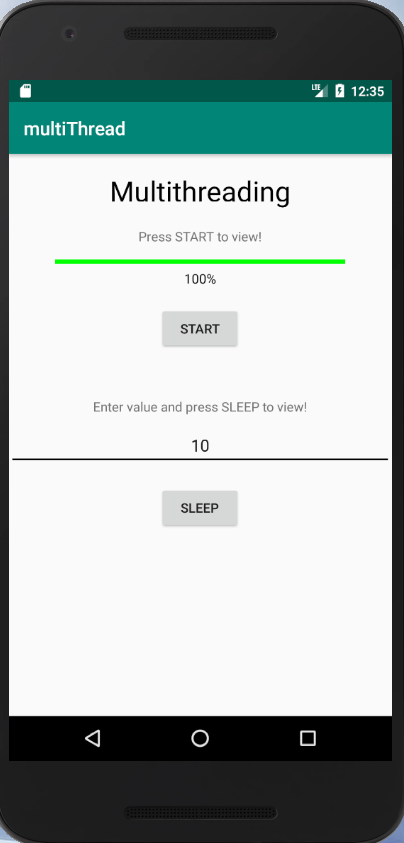 LTE 12:35
multiThread
Multithreading
Press START to view!
100%
START
Enter value and press SLEEP to view!
10
SLEEP